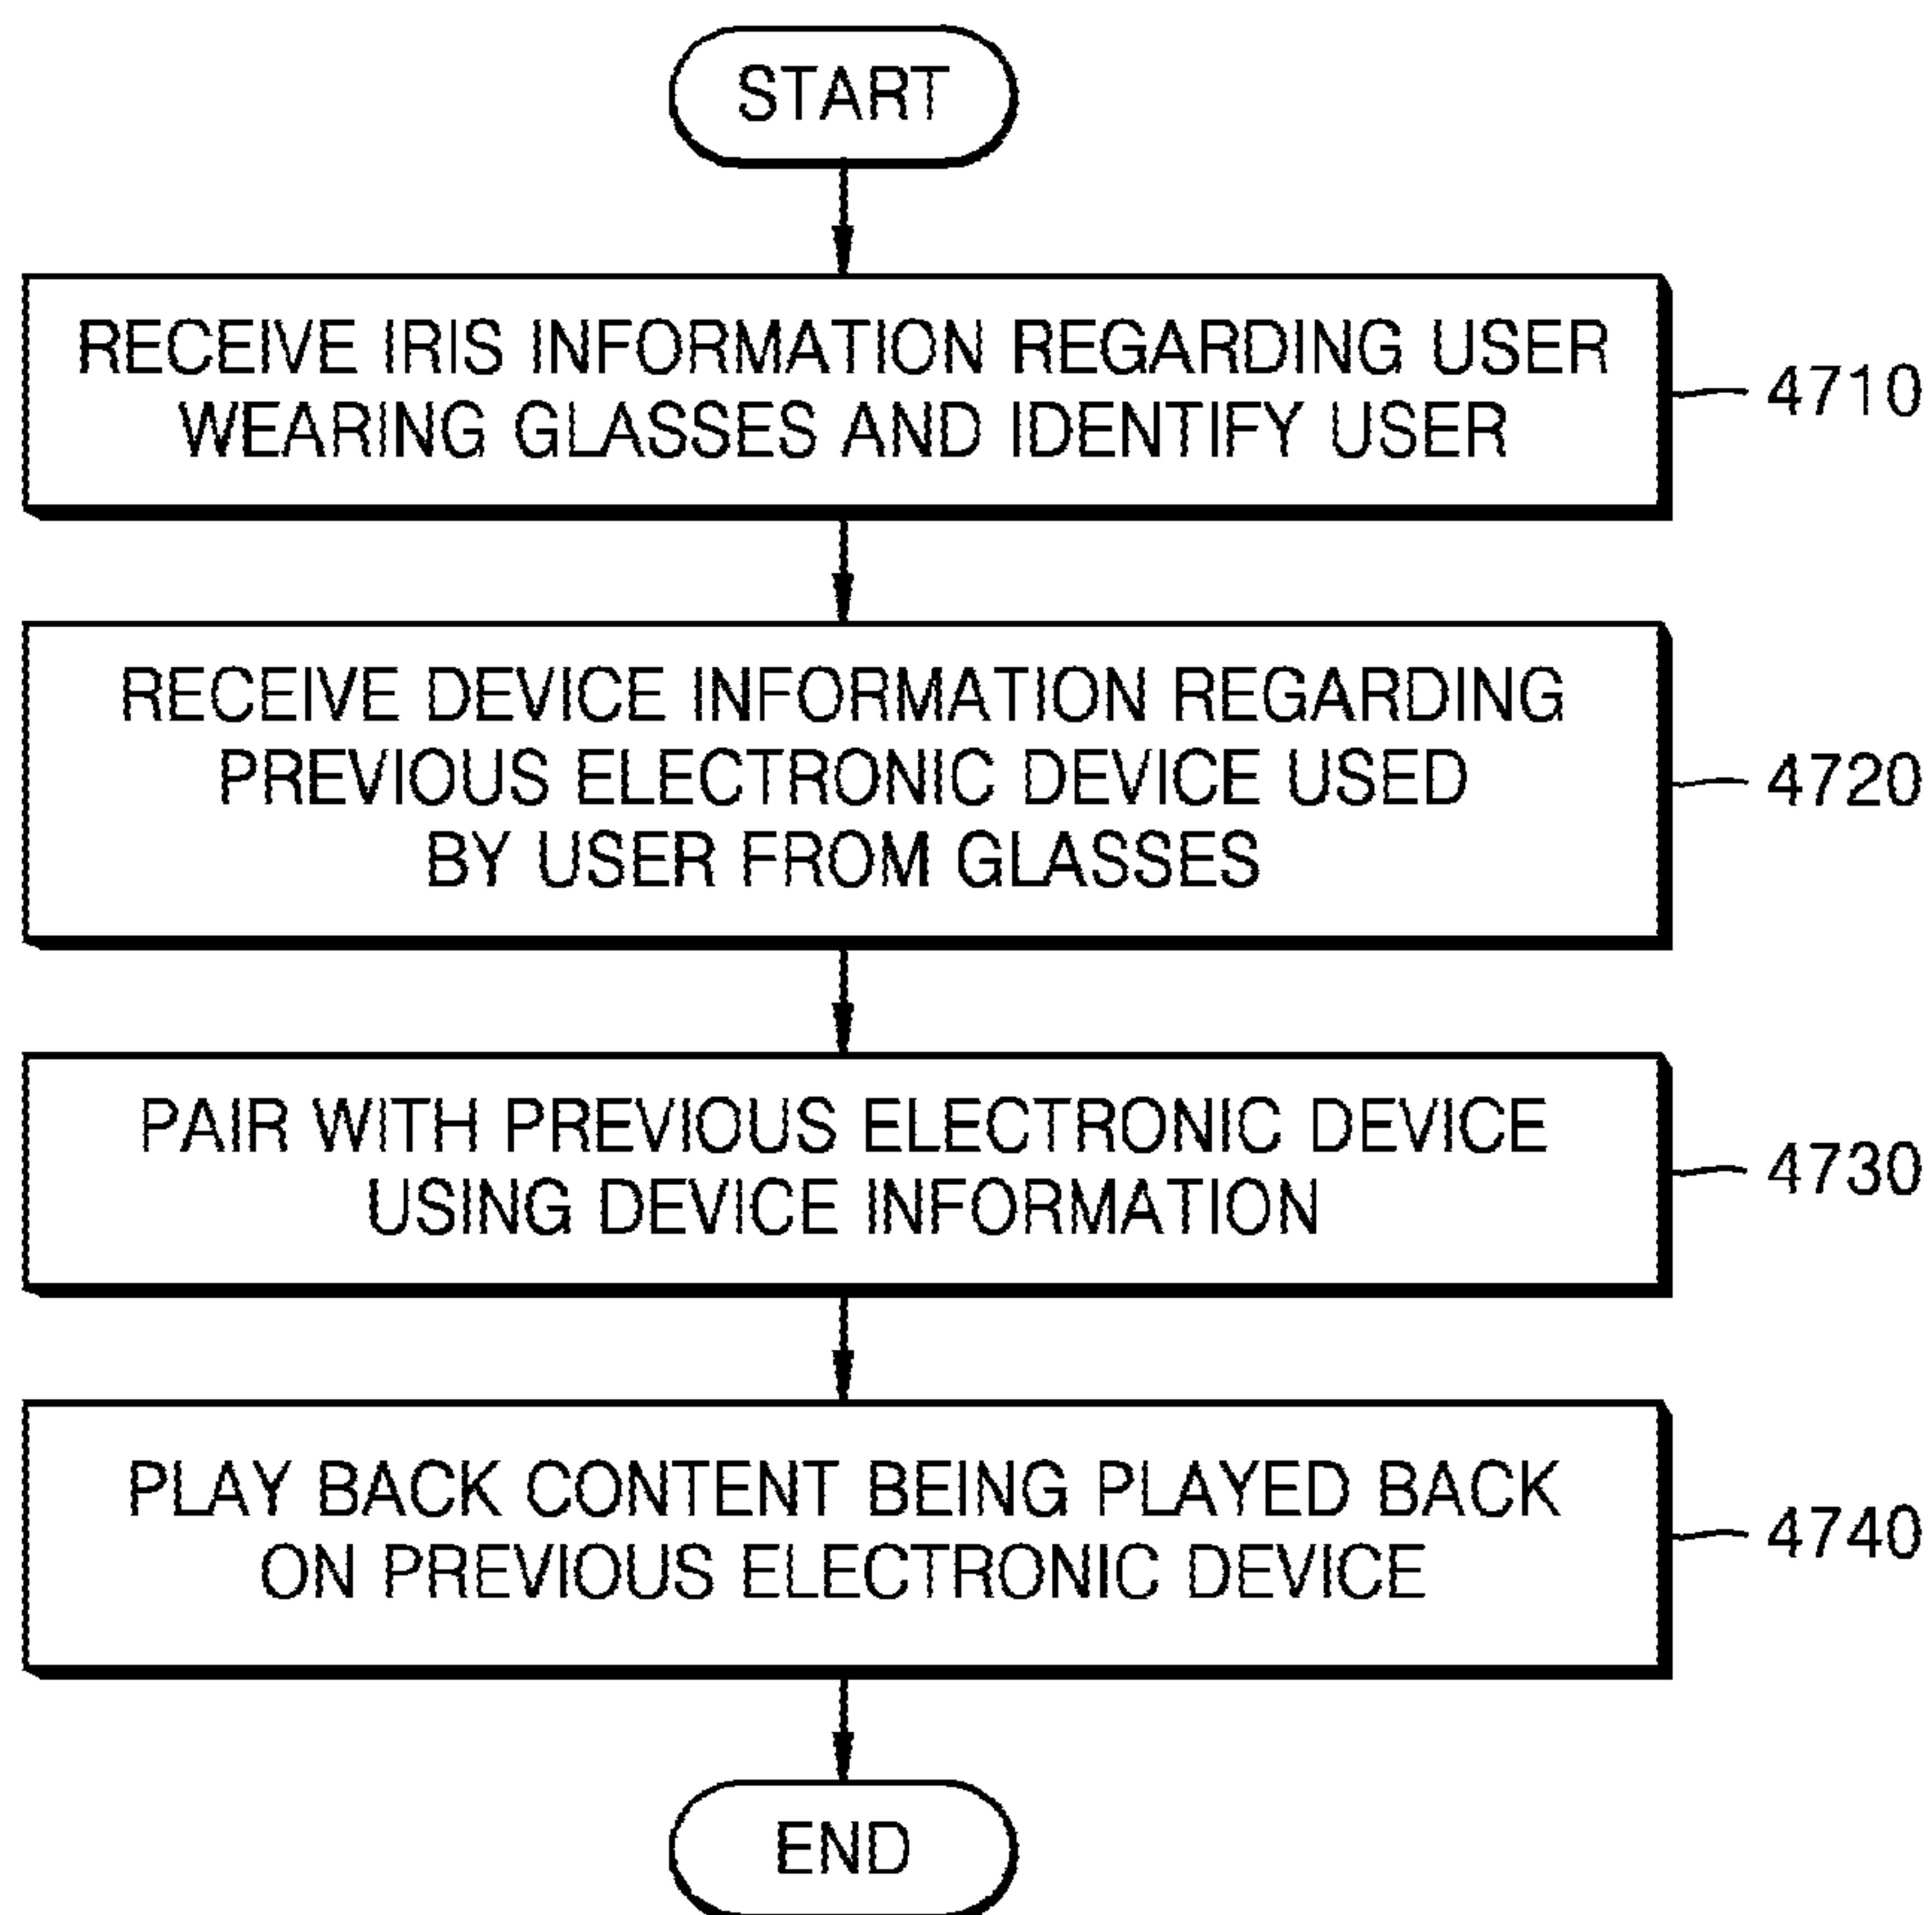 START
RECEIVE IRIS INFORMATION REGARDING USER
WEARING GLASSES AND IDENTIFY USER
4710
RECEIVE DEVICE INFORMATION REGARDING
PREVIOUS ELECTRONIC DEVICE USED
BY USER FROM GLASSES
4720
PAIR WITH PREVIOUS ELECTRONIC DEVICE
USING DEVICE INFORMATION
4730
PLAY BACK CONTENT BEING PLAYED BACK
ON PREVIOUS ELECTRONIC DEVICE
4740
END